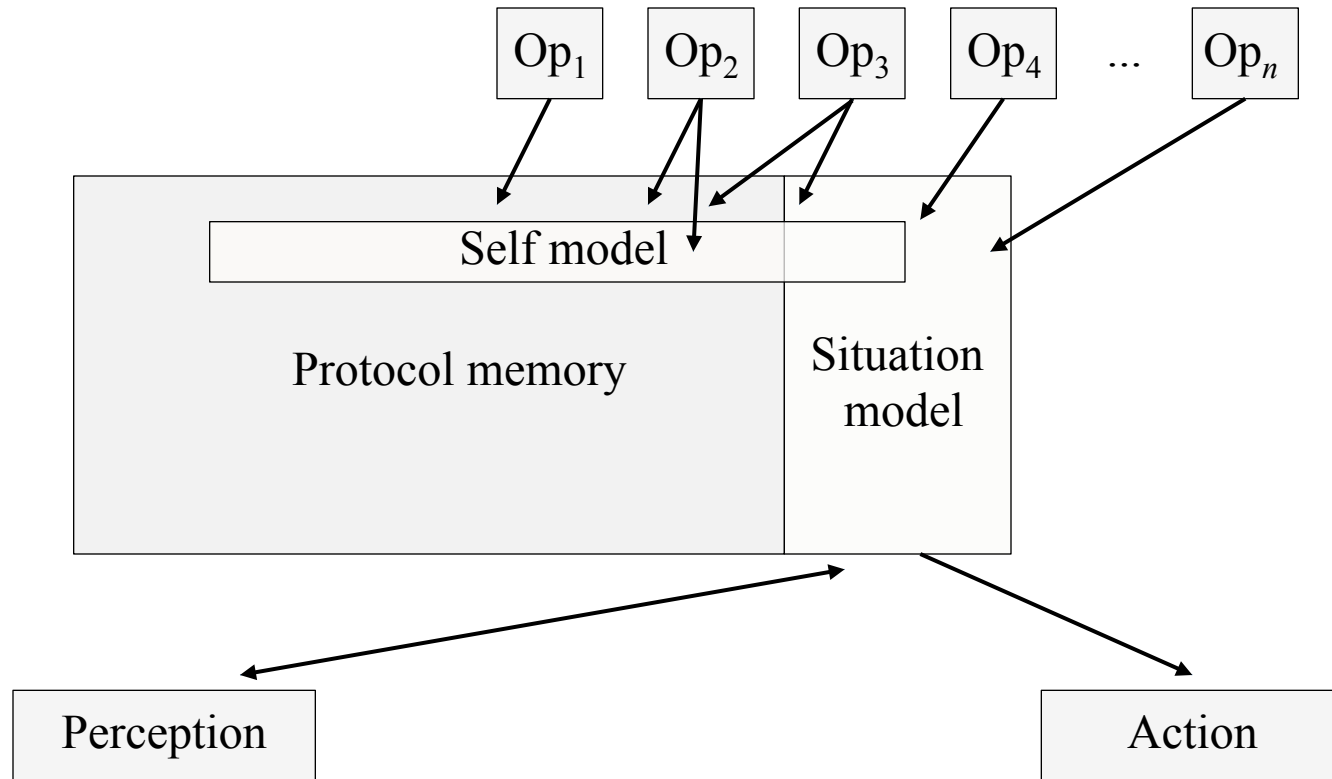 Op₁ Op₂ Op₃ Op₄ ... Opₙ
Self model
Protocol memory
Situation
model
Perception
Action